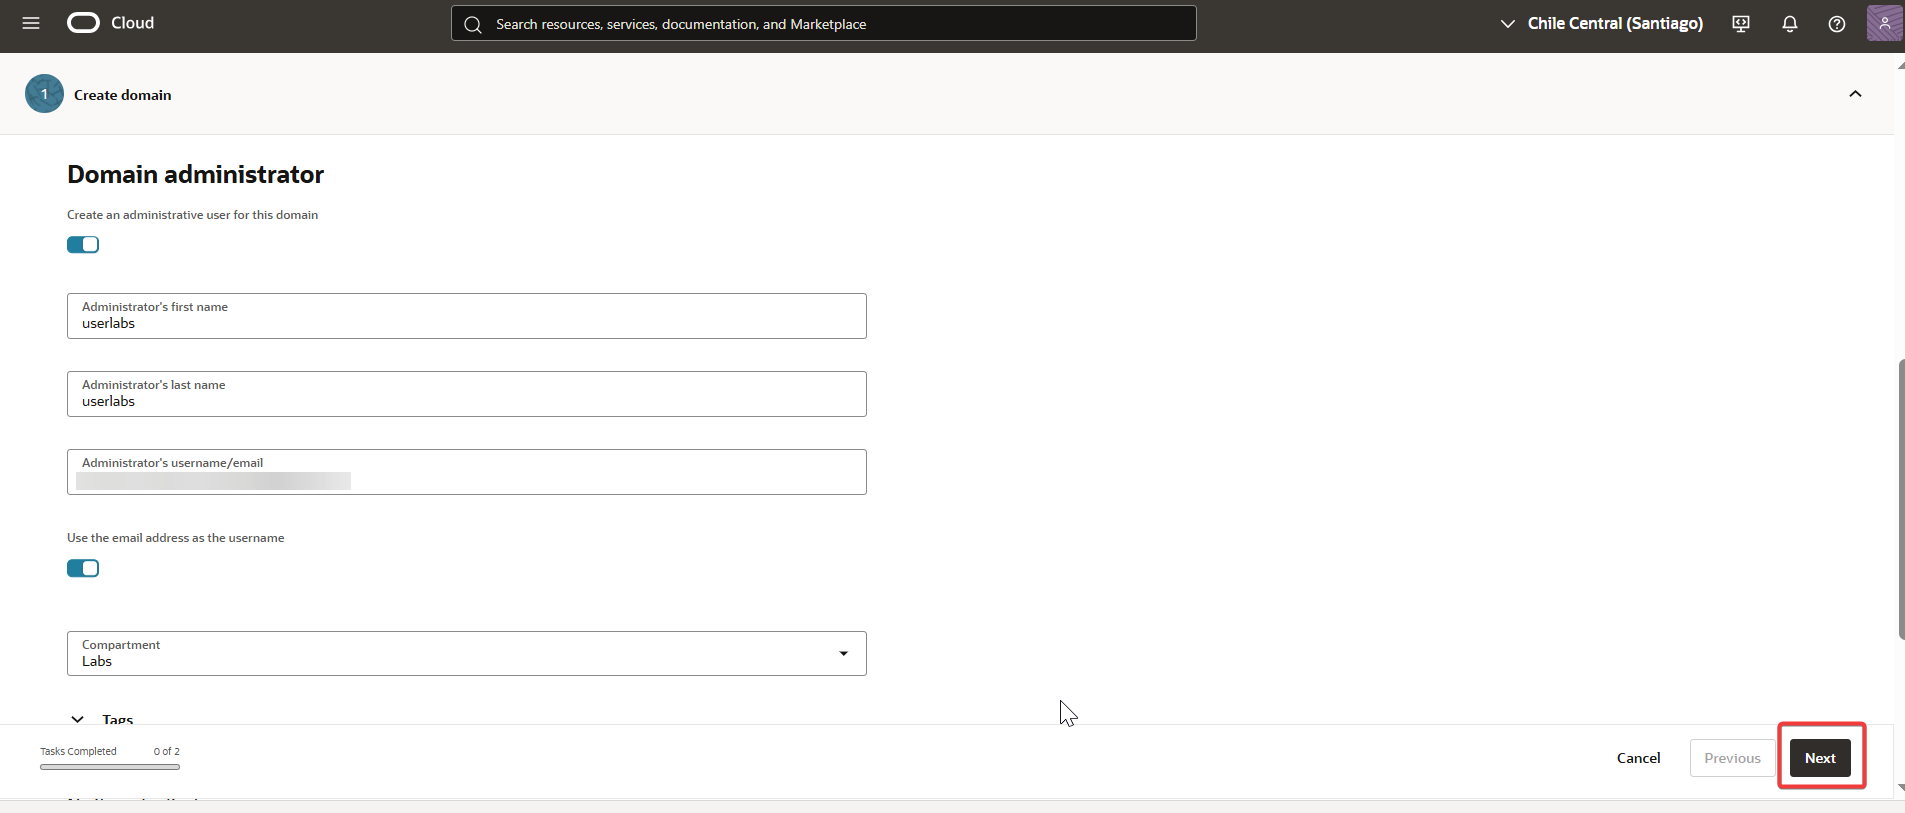 Cloud
Search resources, services, documentation, and Marketplace
Chile Central (Santiago)
1
Create domain
Domain administrator
Create an administrative user for this domain
Administrator's first name
userlabs
Administrator's last name
userlabs
Administrator's username/email
Use the email address as the username
Compartment
Labs
Tags
Tasks Completed 0 of 2
Cancel
Previous
Next